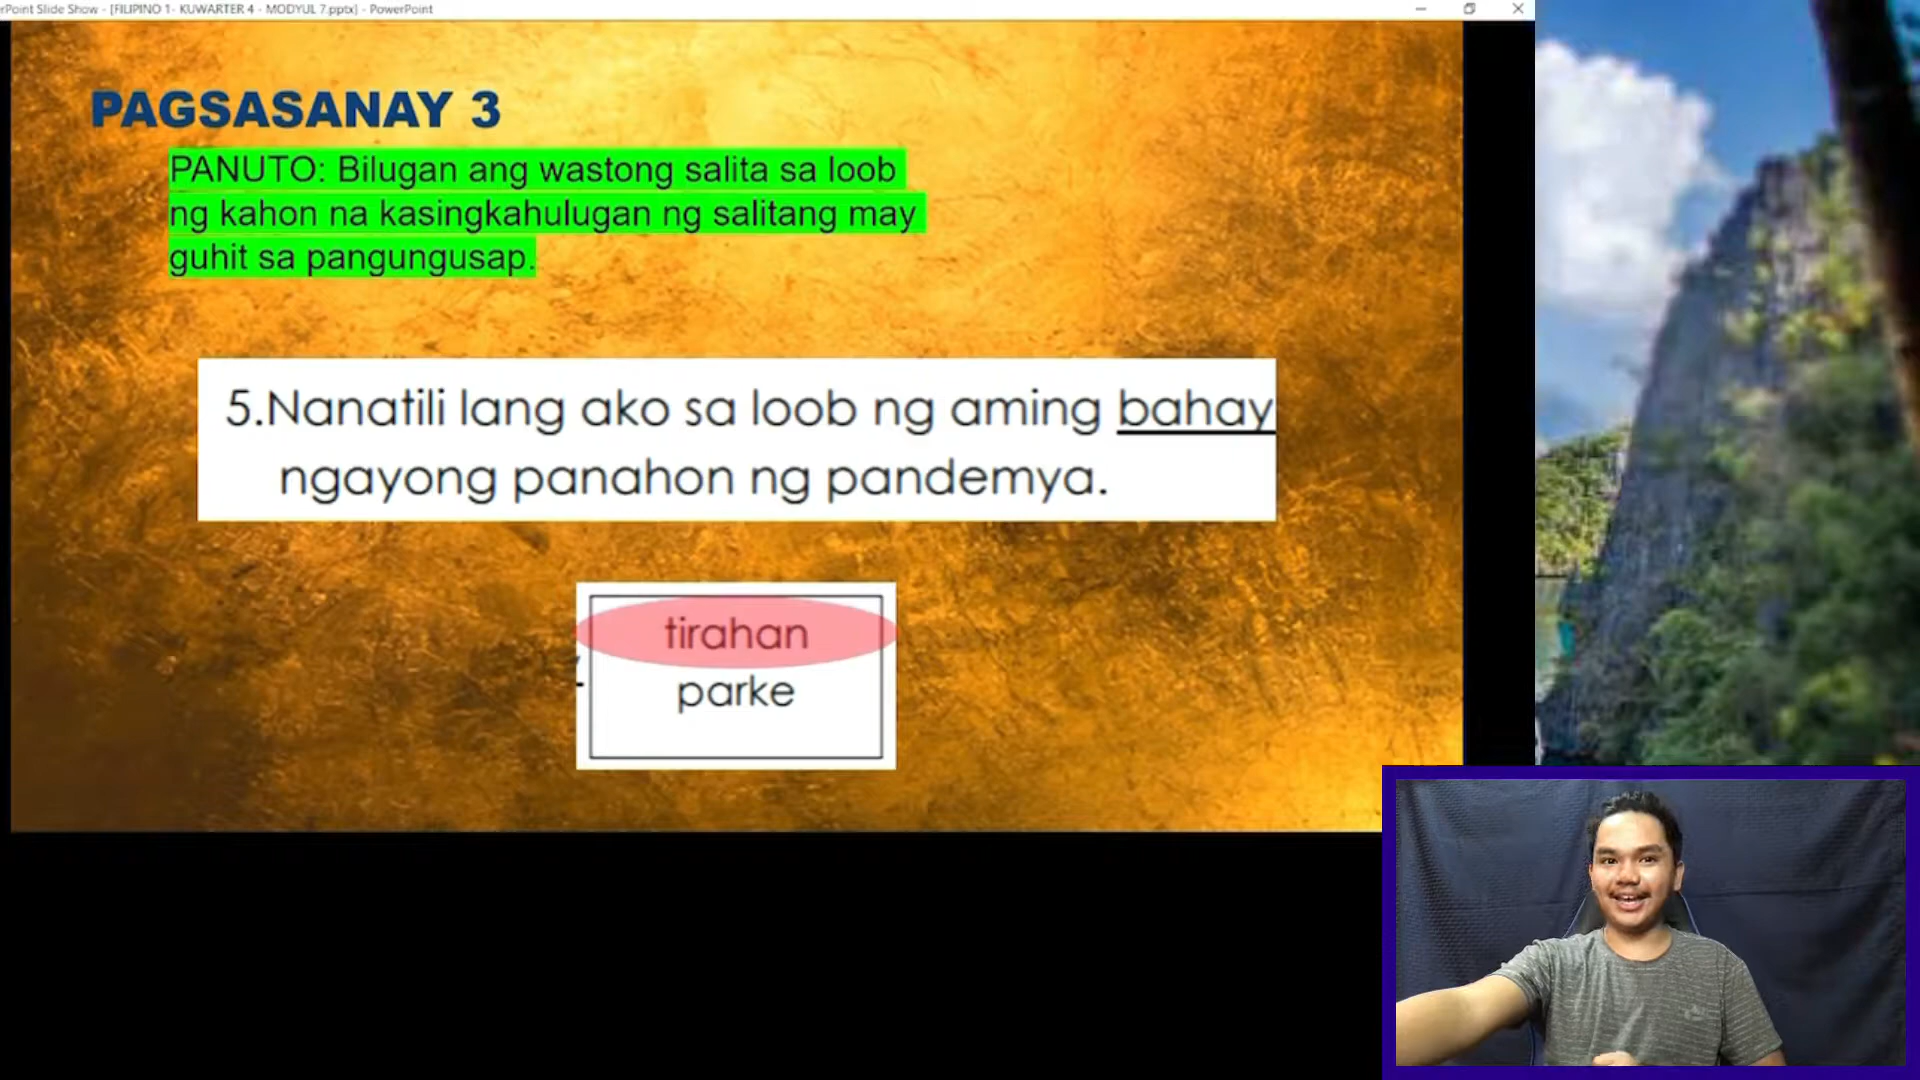 rPoint Slide Show - [FILIPINO 1- KUWARTER 4 - MODYUL 7.pptx] - PowerPoint
PAGSASANAY 3
PANUTO: Bilugan ang wastong salita sa loob
ng kahon na kasingkahulugan ng salitang may
guhit sa pangungusap.
5.Nanatili lang ako sa loob ng aming bahay
ngayong panahon ng pandemya.
tirahan
parke